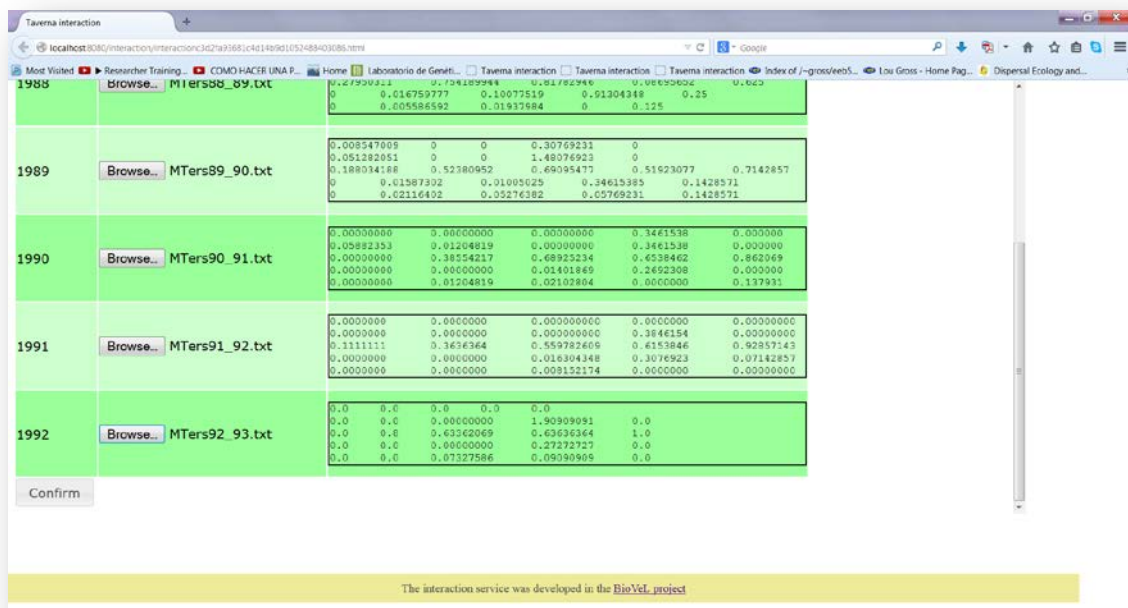 Taverna interaction
localhost:8080/interaction/interactionc3d2fa93681c4d14b9d1052488403086.html
Google
Most Visited Researcher Training... COMO HACER UNA P... Home Laboratorio de Genéti... Taverna interaction Taverna interaction Taverna interaction Index of /~gross/eeb5... Lou Gross - Home Pag... Dispersal Ecology and...
1988 Browse... MTers88_89.txt
0.27950311 0.754189944 0.81782946 0.08695652 0.625
0 0.016759777 0.10077519 0.91304348 0.25
0 0.005586592 0.01937984 0 0.125
1989 Browse... MTers89_90.txt
0.008547009 0 0 0.30769231 0
0.051282051 0 0 1.48076923 0
0.188034188 0.52380952 0.69095477 0.51923077 0.7142857
0 0.01587302 0.01005025 0.34615385 0.1428571
0 0.02116402 0.05276382 0.05769231 0.1428571
1990 Browse... MTers90_91.txt
0.00000000 0.00000000 0.00000000 0.3461538 0.000000
0.05882353 0.01204819 0.00000000 0.3461538 0.000000
0.00000000 0.38554217 0.68925234 0.6538462 0.862069
0.00000000 0.00000000 0.01401869 0.2692308 0.000000
0.00000000 0.01204819 0.02102804 0.0000000 0.137931
1991 Browse... MTers91_92.txt
0.0000000 0.0000000 0.000000000 0.0000000 0.00000000
0.0000000 0.0000000 0.000000000 0.3846154 0.00000000
0.1111111 0.3636364 0.559782609 0.6153846 0.92857143
0.0000000 0.0000000 0.016304348 0.3076923 0.07142857
0.0000000 0.0000000 0.008152174 0.0000000 0.00000000
1992 Browse... MTers92_93.txt
0.0 0.0 0.0 0.0 0.0
0.0 0.0 0.00000000 1.90909091 0.0
0.0 0.8 0.63362069 0.63636364 1.0
0.0 0.0 0.00000000 0.27272727 0.0
0.0 0.0 0.07327586 0.09090909 0.0
Confirm
The interaction service was developed in the BioVeL project